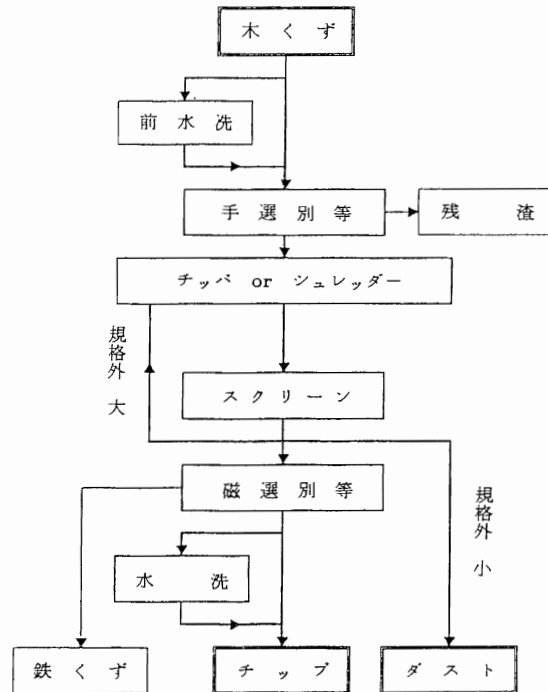 木くず
前水洗
手選別等
残渣
チッパ or シュレッダー
規格外 大
スクリーン
磁選別等
規格外 小
水洗
鉄くず
チップ
ダスト